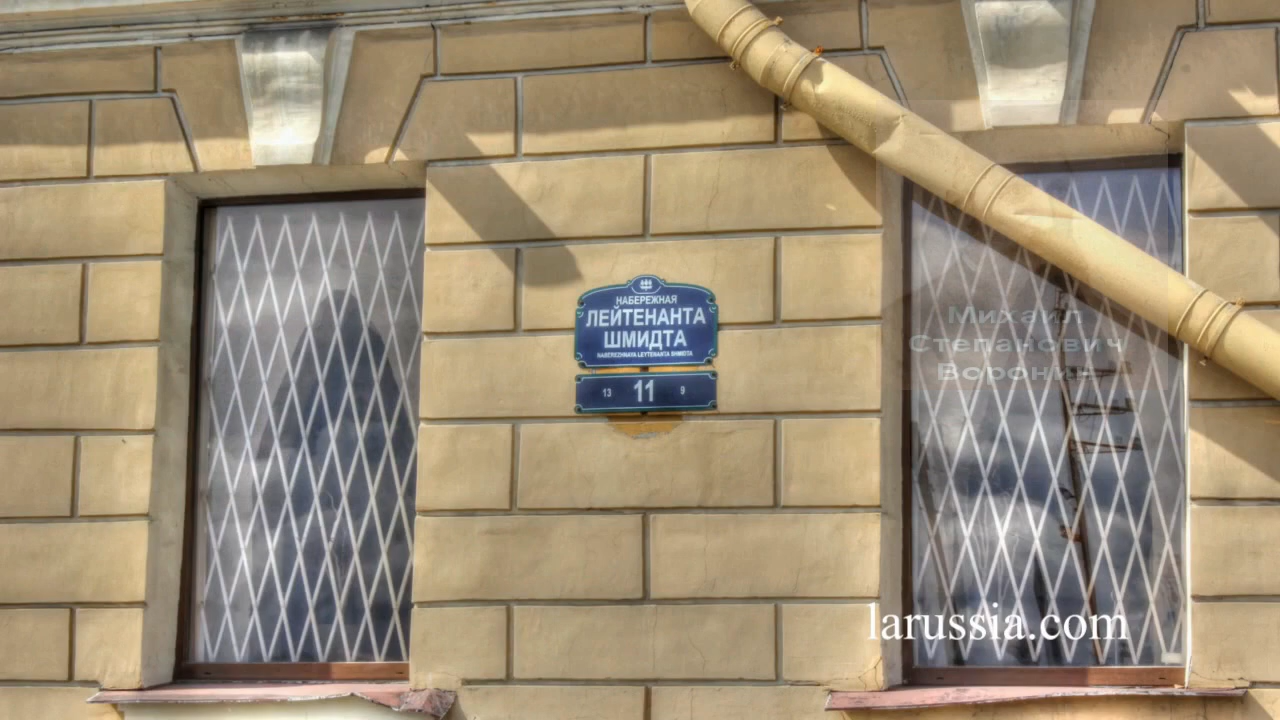 НАБЕРЕЖНАЯ
ЛЕЙТЕНАНТА
ШМИДТА
NABEREZHNAYA LEYTENANTA SHMIDTA
13 11 9
Михаил
Степанович
Воронин
larussia.com